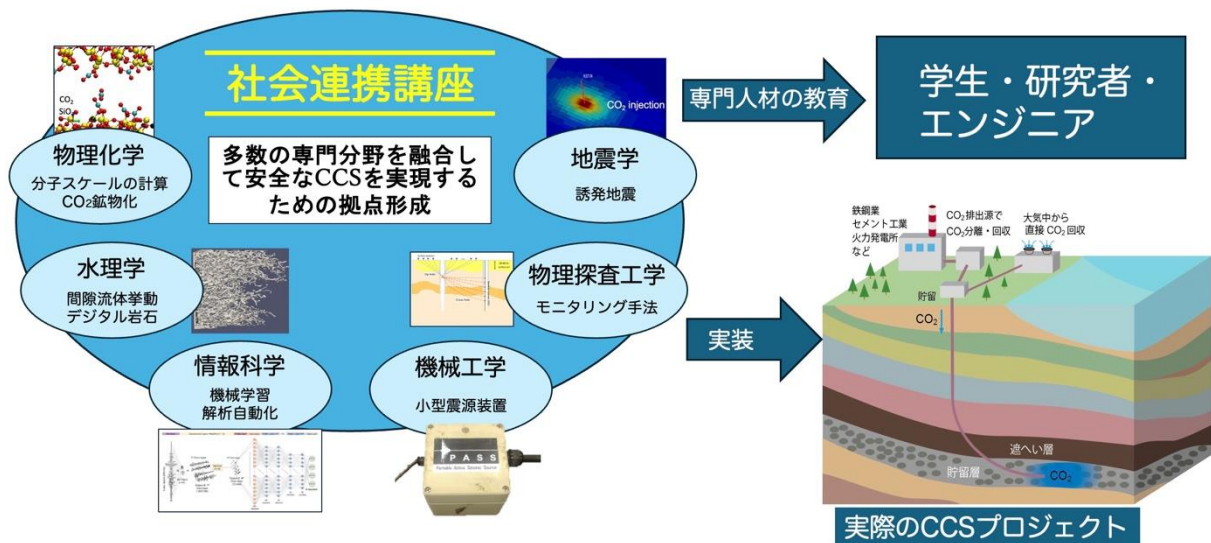 社会連携講座
多数の専門分野を融合し
て安全なCCSを実現する
ための拠点形成
CO₂
SiO₂
物理化学
分子スケールの計算
CO₂鉱物化
水理学
間隙流体挙動
デジタル岩石
情報科学
機械学習
解析自動化
CO₂ injection
地震学
誘発地震
物理探査工学
モニタリング手法
機械工学
小型震源装置
PASS
Portable Active Seismic Source
専門人材の教育
学生・研究者・
エンジニア
実装
鉄鋼業
セメント工業
火力発電所
など
CO₂排出源で
CO₂分離・回収
大気中から
直接CO₂回収
貯留
CO₂
遮へい層
貯留層
CO₂
実際のCCSプロジェクト